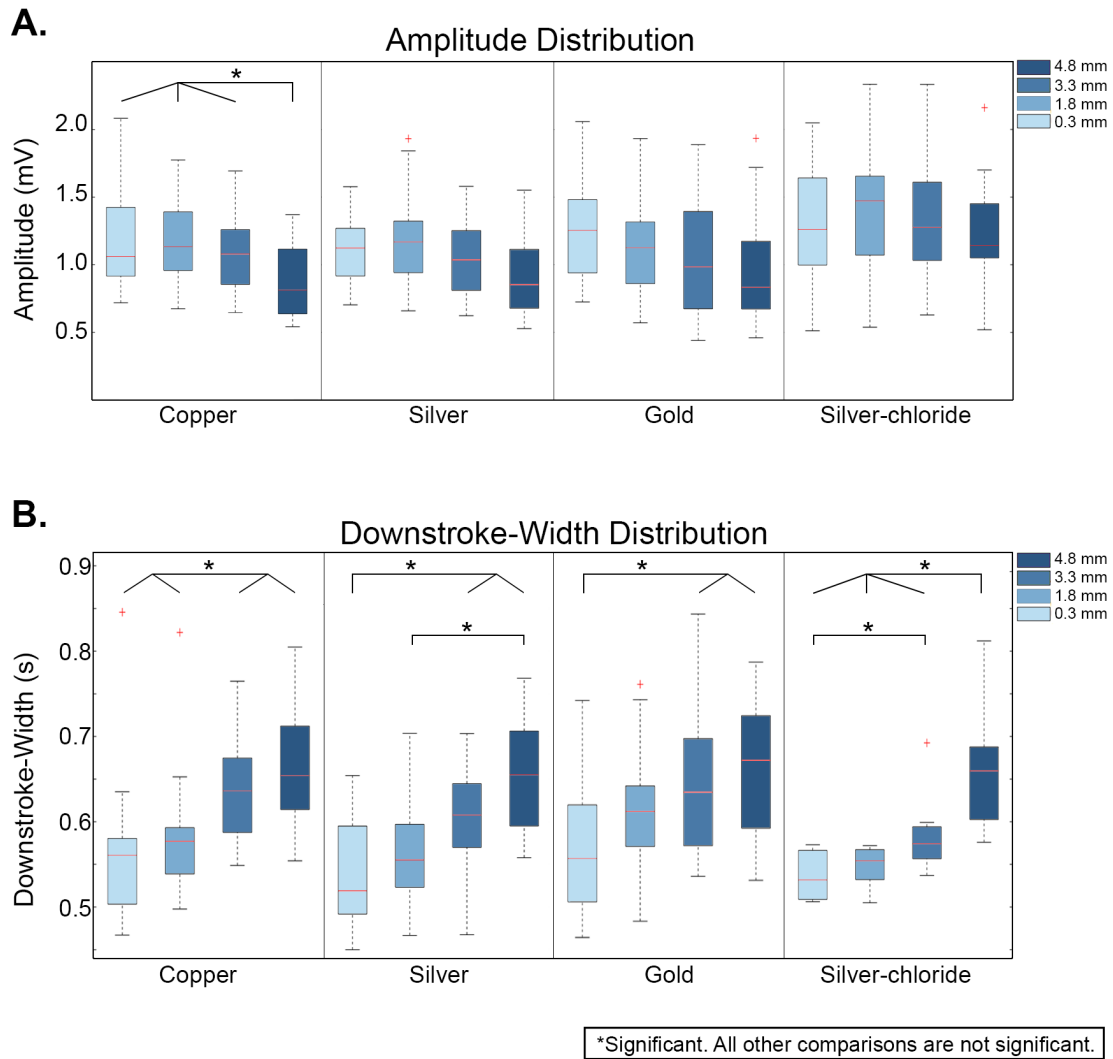 A.
Amplitude Distribution
4.8 mm
3.3 mm
1.8 mm
0.3 mm
*
2.0
1.5
1.0
0.5
Amplitude (mV)
Copper Silver Gold Silver-chloride
B.
Downstroke-Width Distribution
4.8 mm
3.3 mm
1.8 mm
0.3 mm
* * * *
* *
0.9
0.8
0.7
0.6
0.5
Downstroke-Width (s)
Copper Silver Gold Silver-chloride
*Significant. All other comparisons are not significant.